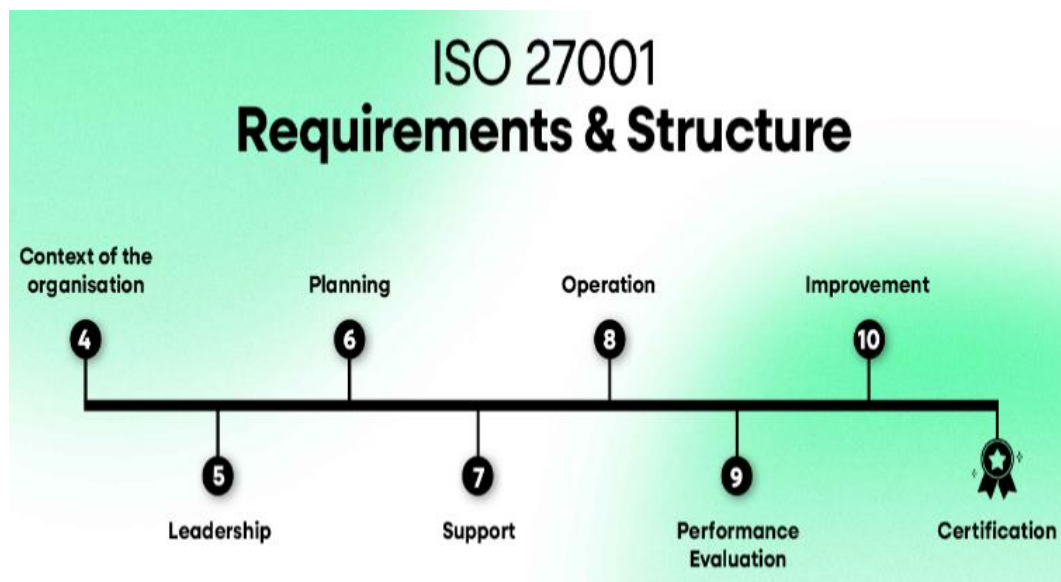 ISO 27001
Requirements & Structure
Context of the
organisation
Planning
Operation
Improvement
4
6
8
10
5
7
9
Leadership
Support
Performance
Evaluation
Certification